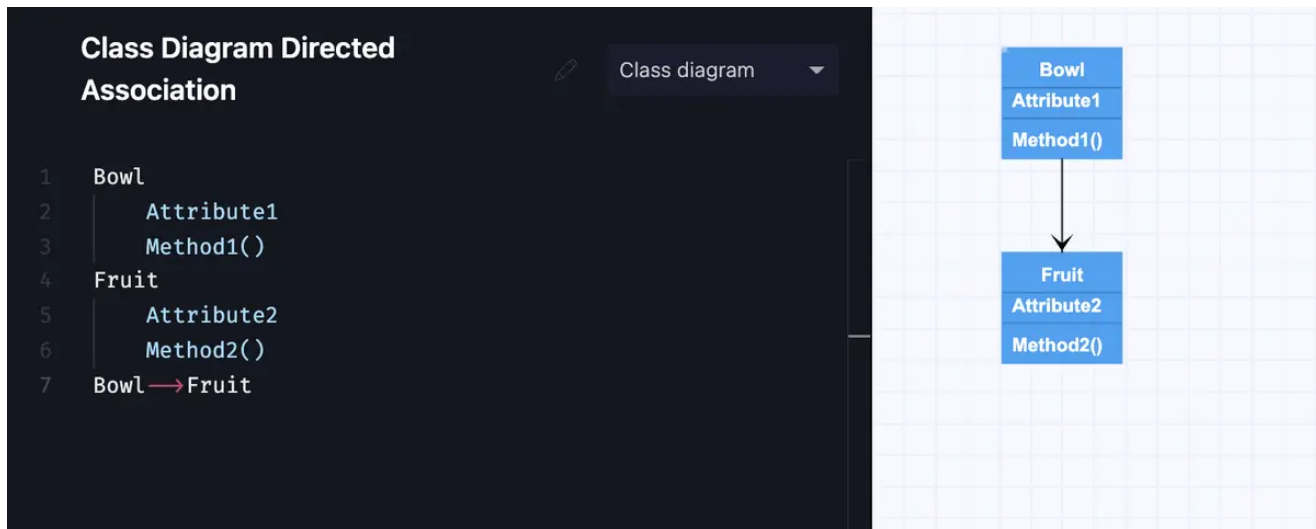 Class Diagram Directed
Association
Class diagram
1 Bowl
2 Attribute1
3 Method1()
4 Fruit
5 Attribute2
6 Method2()
7 Bowl⟶Fruit
Bowl
Attribute1
Method1()
Fruit
Attribute2
Method2()